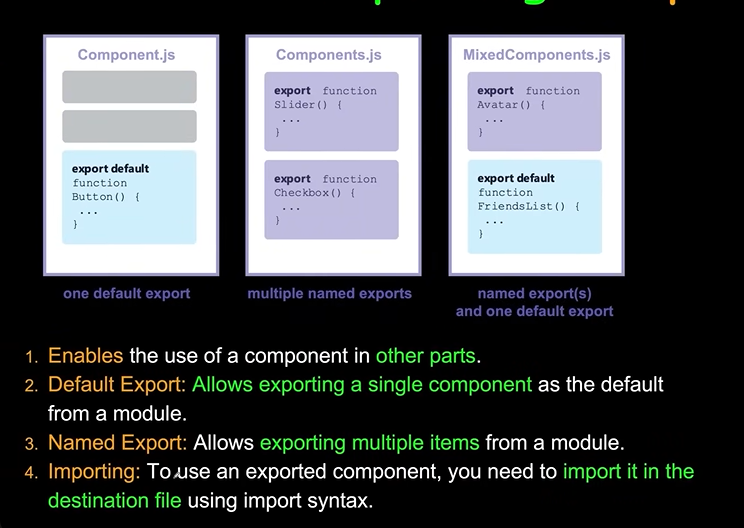 Component.js
export default
function
Button() {
...
}
one default export
Components.js
export function
Slider() {
...
}
export function
Checkbox() {
...
}
multiple named exports
MixedComponents.js
export function
Avatar() {
...
}
export default
function
FriendsList() {
...
}
named export(s)
and one default export
1. Enables the use of a component in other parts.
2. Default Export: Allows exporting a single component as the default
from a module.
3. Named Export: Allows exporting multiple items from a module.
4. Importing: To use an exported component, you need to import it in the
destination file using import syntax.